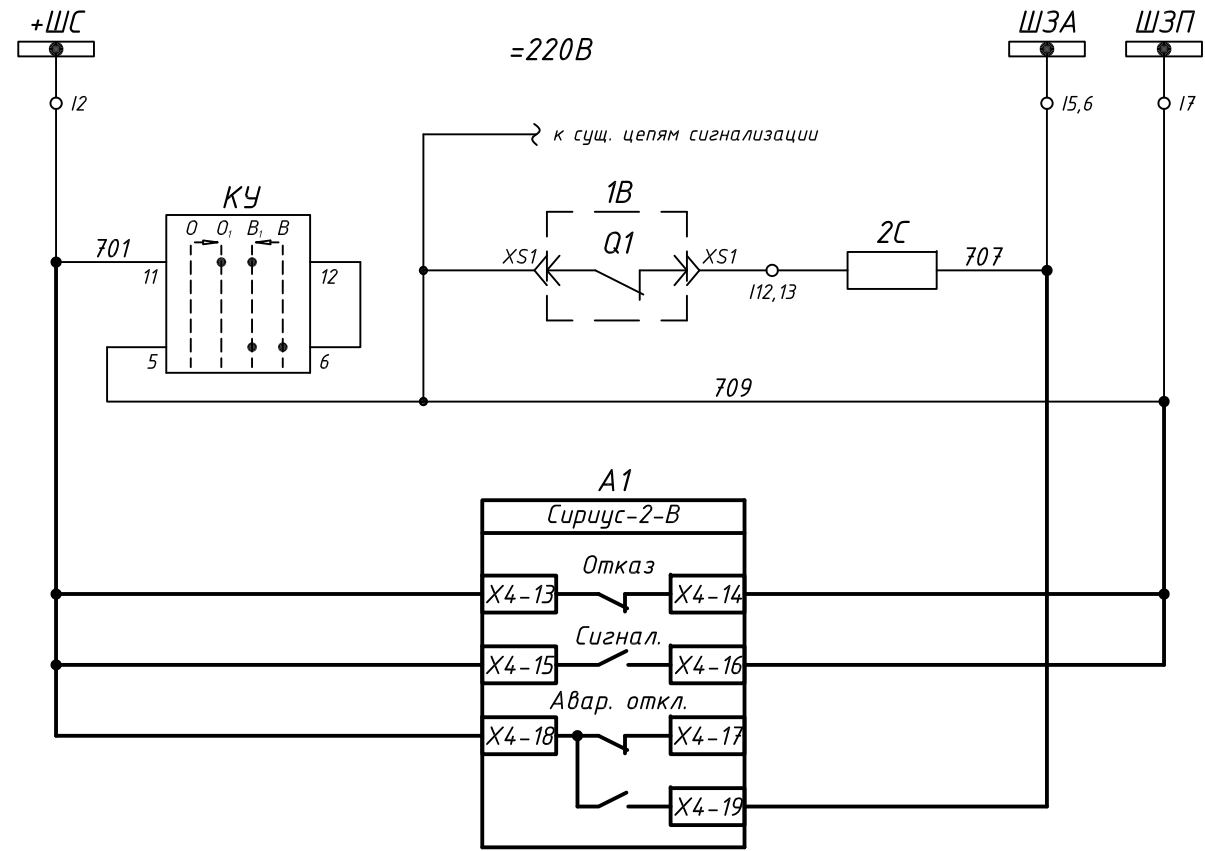 +ШС
=220В
ШЗА
ШЗП
I2
I5,6
I7
к сущ. цепям сигнализации
КУ
О О₁ В₁ В
701
11
12
5
6
1В
Q1
XS1
XS1
I12,13
2С
707
709
А1
Сириус-2-В
Отказ
Х4-13
Х4-14
Сигнал.
Х4-15
Х4-16
Авар. откл.
Х4-18
Х4-17
Х4-19